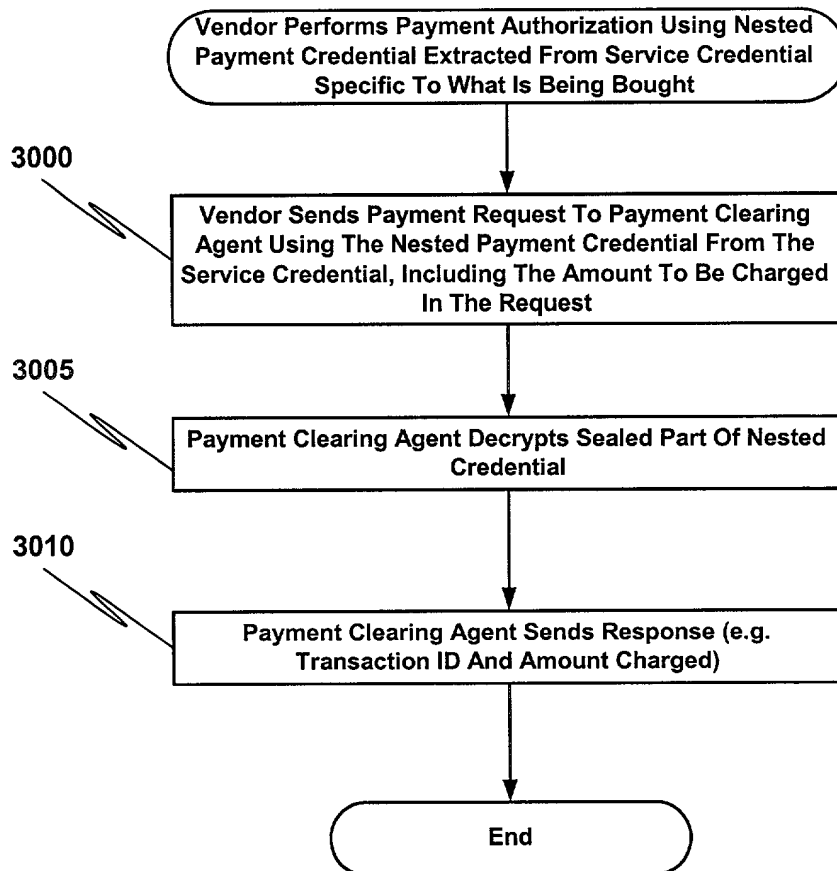 Vendor Performs Payment Authorization Using Nested
Payment Credential Extracted From Service Credential
Specific To What Is Being Bought
3000
Vendor Sends Payment Request To Payment Clearing
Agent Using The Nested Payment Credential From The
Service Credential, Including The Amount To Be Charged
In The Request
3005
Payment Clearing Agent Decrypts Sealed Part Of Nested
Credential
3010
Payment Clearing Agent Sends Response (e.g.
Transaction ID And Amount Charged)
End